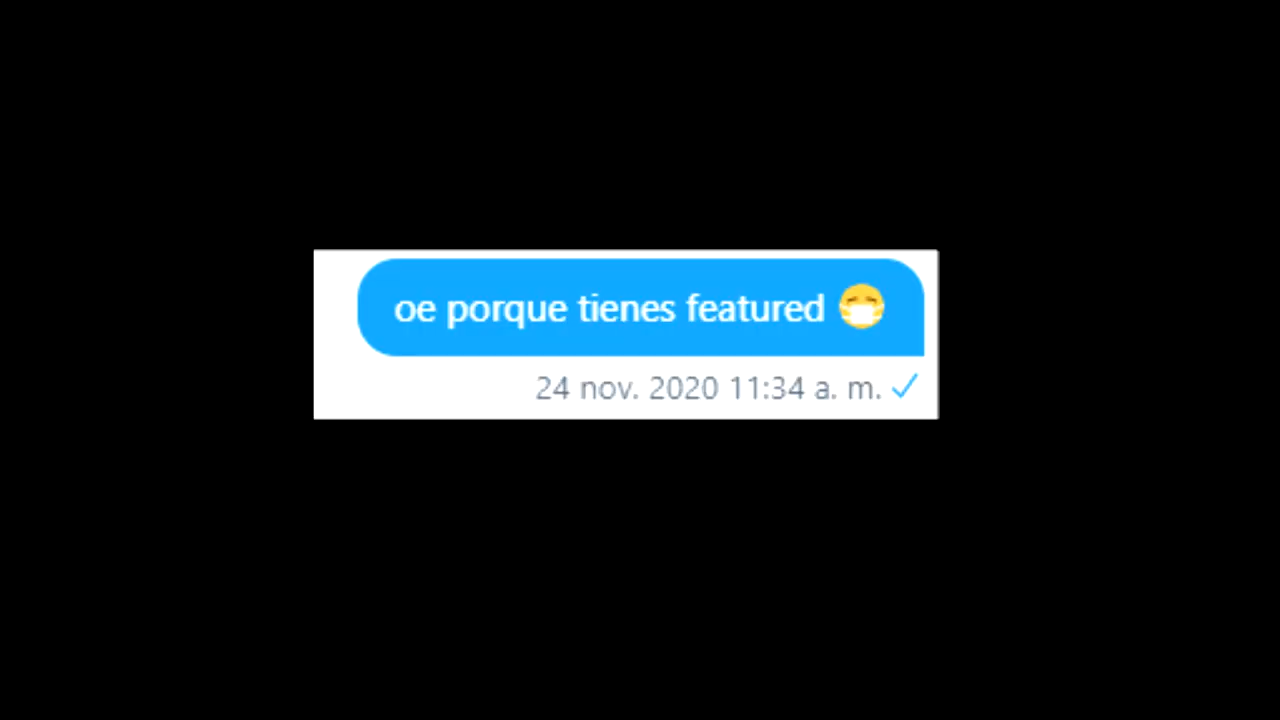 oe porque tienes featured 😷
24 nov. 2020 11:34 a. m. ✓